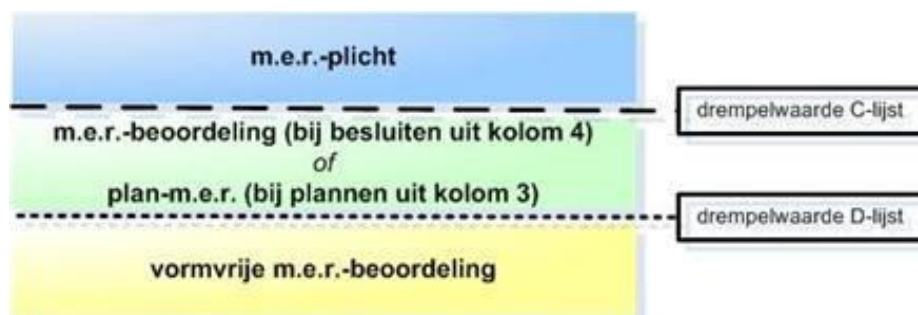 m.e.r.-plicht
drempelwaarde C-lijst
m.e.r.-beoordeling (bij besluiten uit kolom 4)
of
plan-m.e.r. (bij plannen uit kolom 3)
drempelwaarde D-lijst
vormvrije m.e.r.-beoordeling